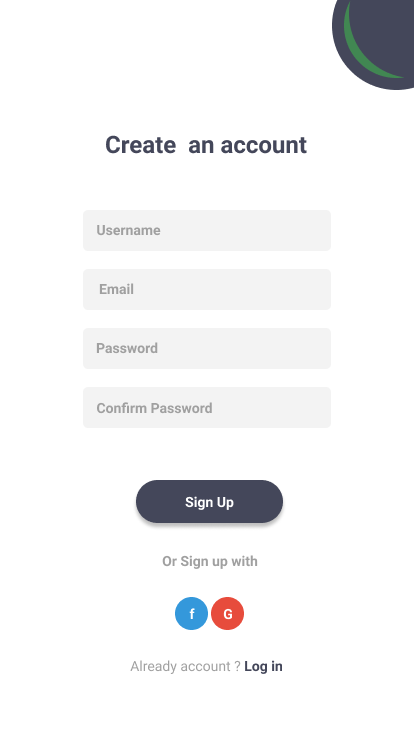 Create an account
Username
Email
Password
Confirm Password
Sign Up
Or Sign up with
f G
Already account ? Log in